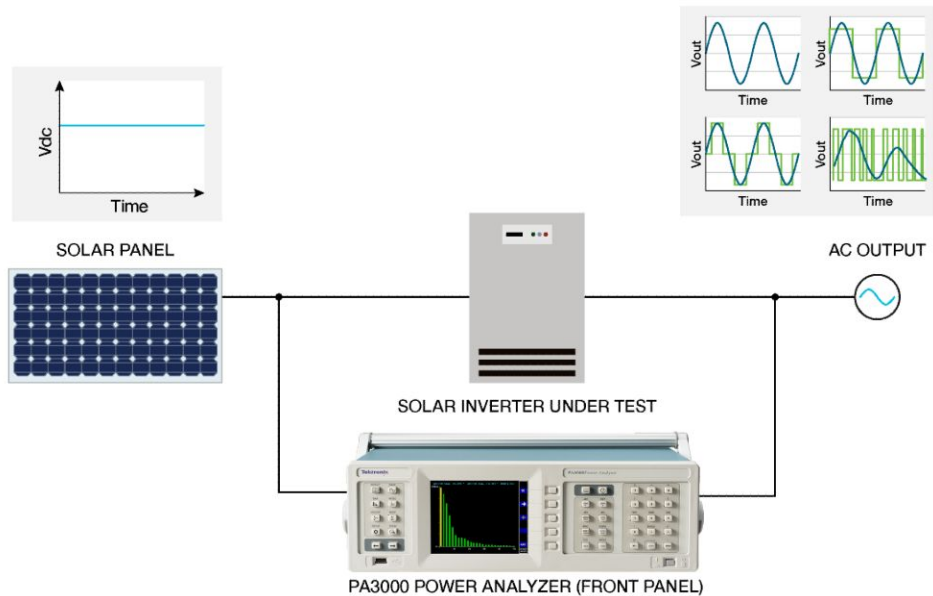 Vdc
Time
SOLAR PANEL
Vout
Time
Vout
Time
Vout
Time
Vout
Time
AC OUTPUT
SOLAR INVERTER UNDER TEST
Tektronix
PA3000 POWER ANALYZER (FRONT PANEL)